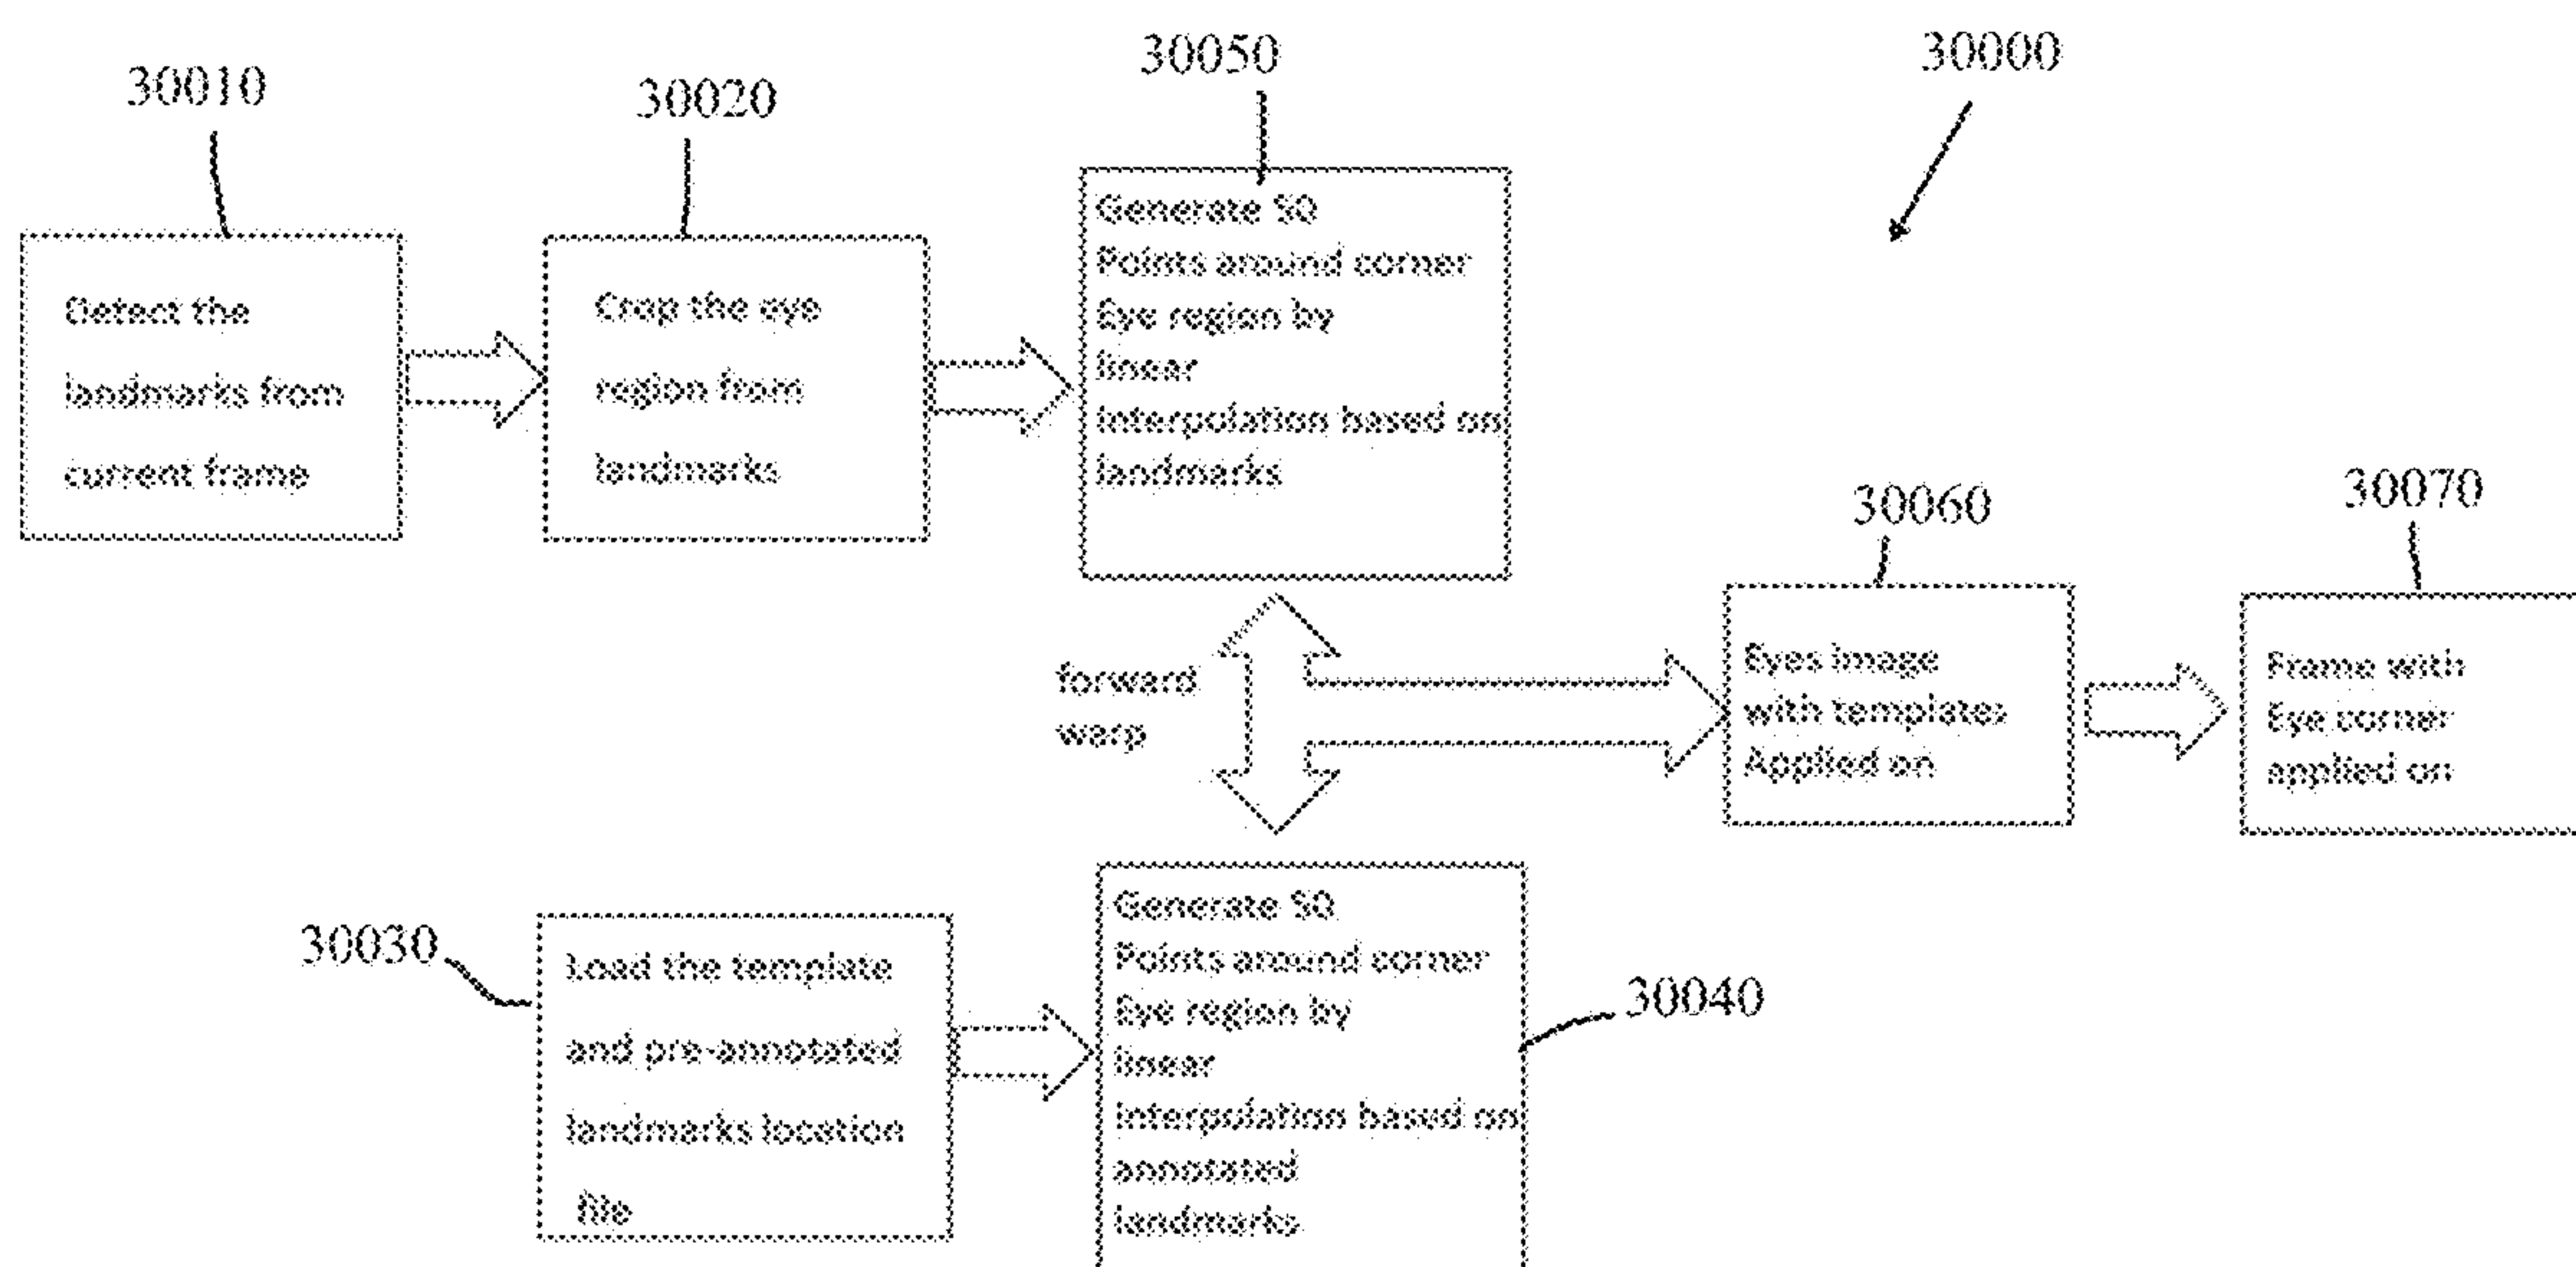 30010
30020
30050
30000
Detect the
landmarks from
current frame
Crop the eye
region from
landmarks
Generate 50
Points around corner
Eye region by
linear
Interpolation based on
landmarks
30060
30070
forward
warp
Eyes image
with templates
Applied on
Frame with
Eye corner
applied on
30030
Load the template
and pre-annotated
landmarks location
file
Generate 50
Points around corner
Eye region by
linear
Interpolation based on
annotated
landmarks
30040